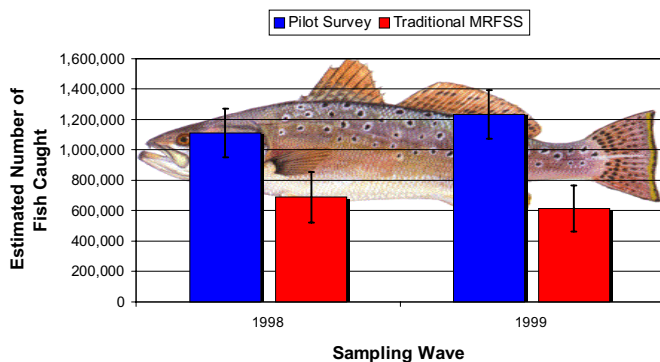 Pilot Survey Traditional MRFSS
1,600,000
1,400,000
1,200,000
1,000,000
800,000
600,000
400,000
200,000
0
Estimated Number of
Fish Caught
1998 1999
Sampling Wave